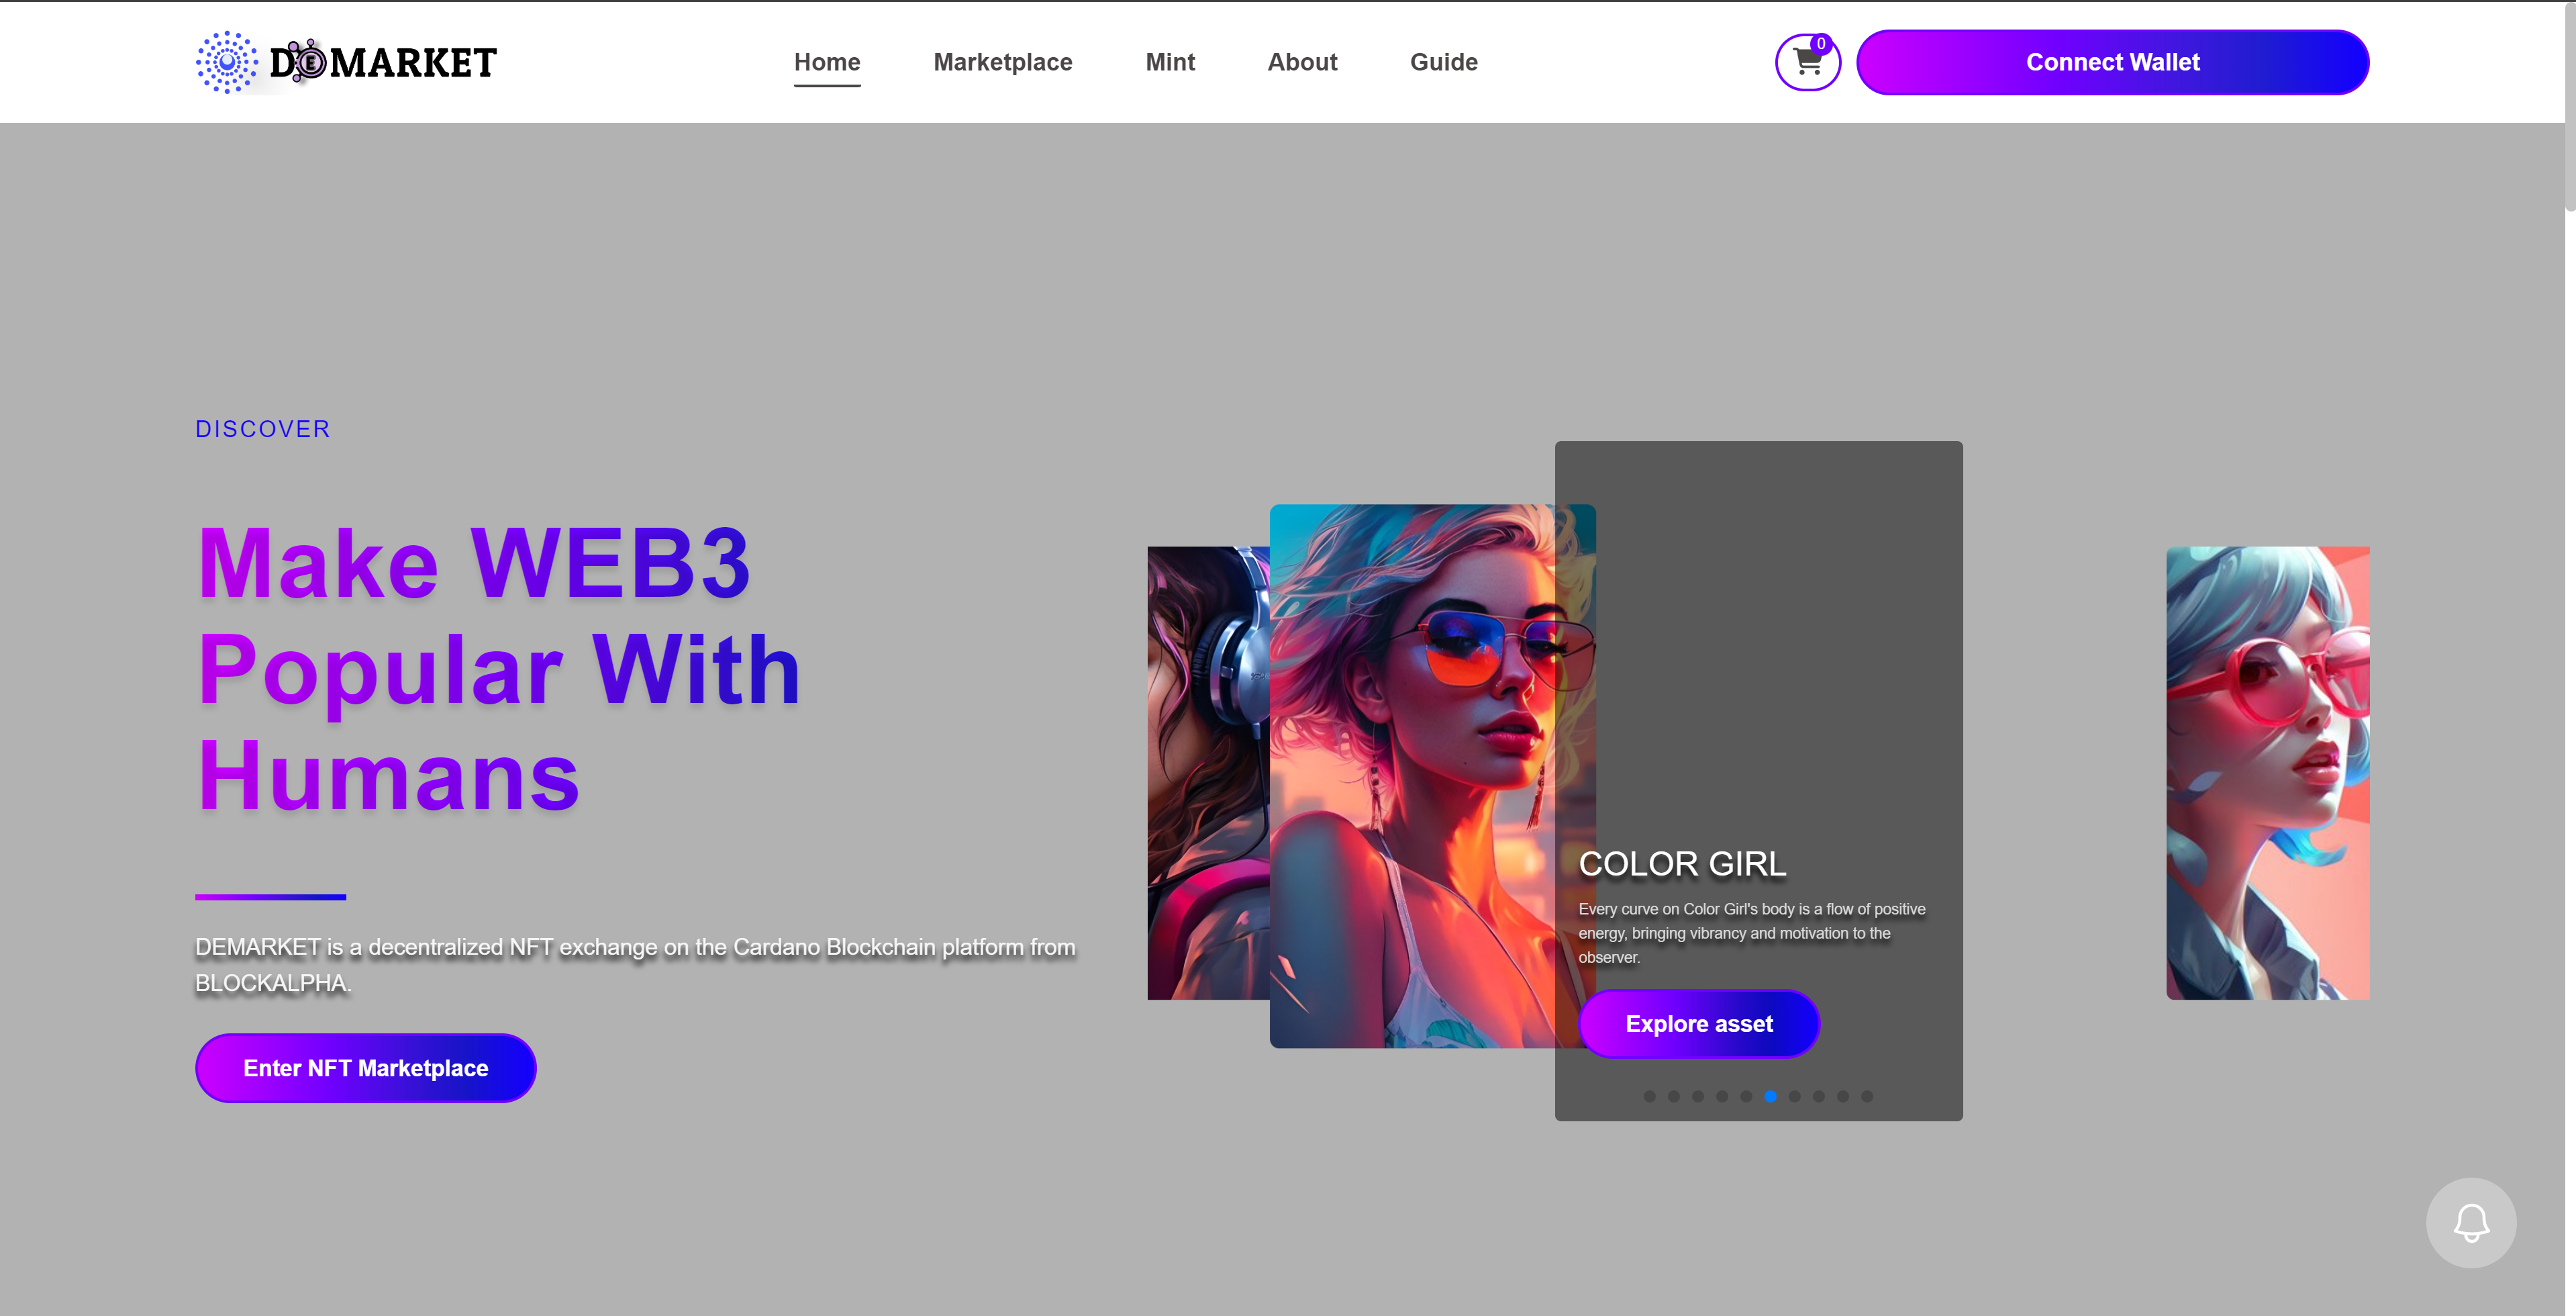 DEMARKET
Home
Marketplace
Mint
About
Guide
0
Connect Wallet
DISCOVER
Make WEB3
Popular With
Humans
DEMARKET is a decentralized NFT exchange on the Cardano Blockchain platform from
BLOCKALPHA.
Enter NFT Marketplace
COLOR GIRL
Every curve on Color Girl's body is a flow of positive
energy, bringing vibrancy and motivation to the
observer.
Explore asset